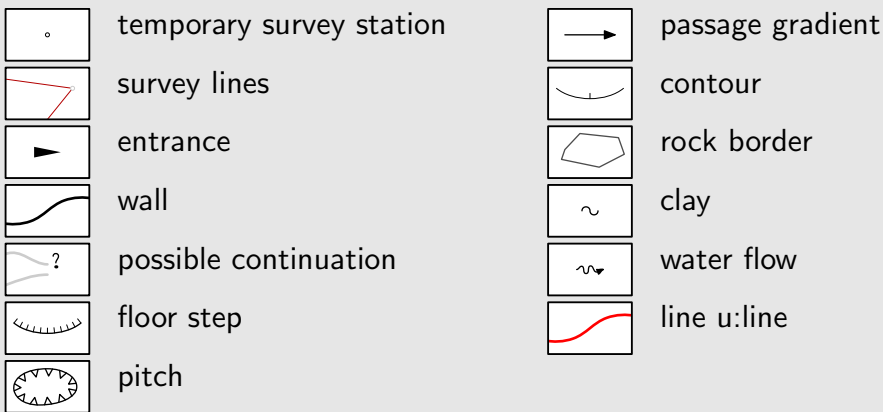 temporary survey station
survey lines
entrance
wall
?
possible continuation
floor step
pitch
passage gradient
contour
rock border
clay
water flow
line u:line